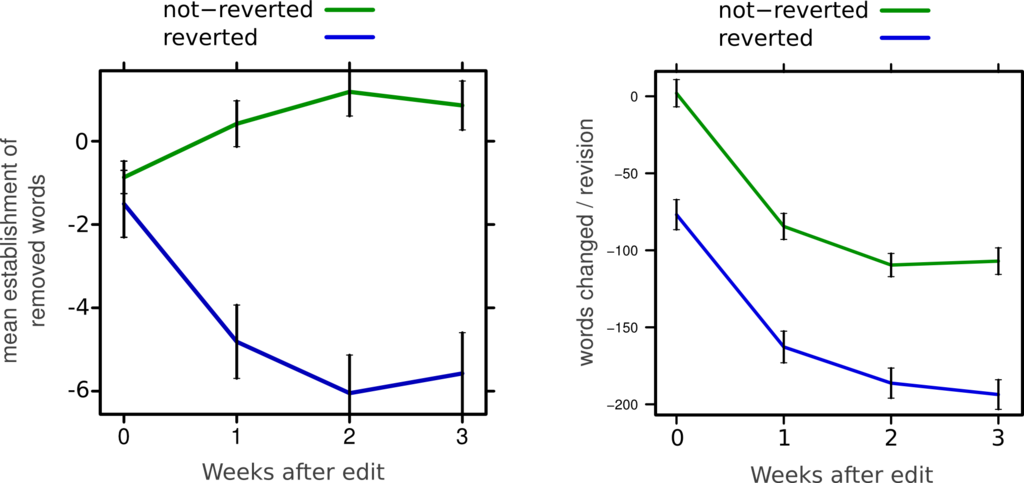 not−reverted
reverted
mean establishment of
removed words
0
-2
-4
-6
0 1 2 3
Weeks after edit
not−reverted
reverted
words changed / revision
0
−50
−100
−150
−200
0 1 2 3
Weeks after edit